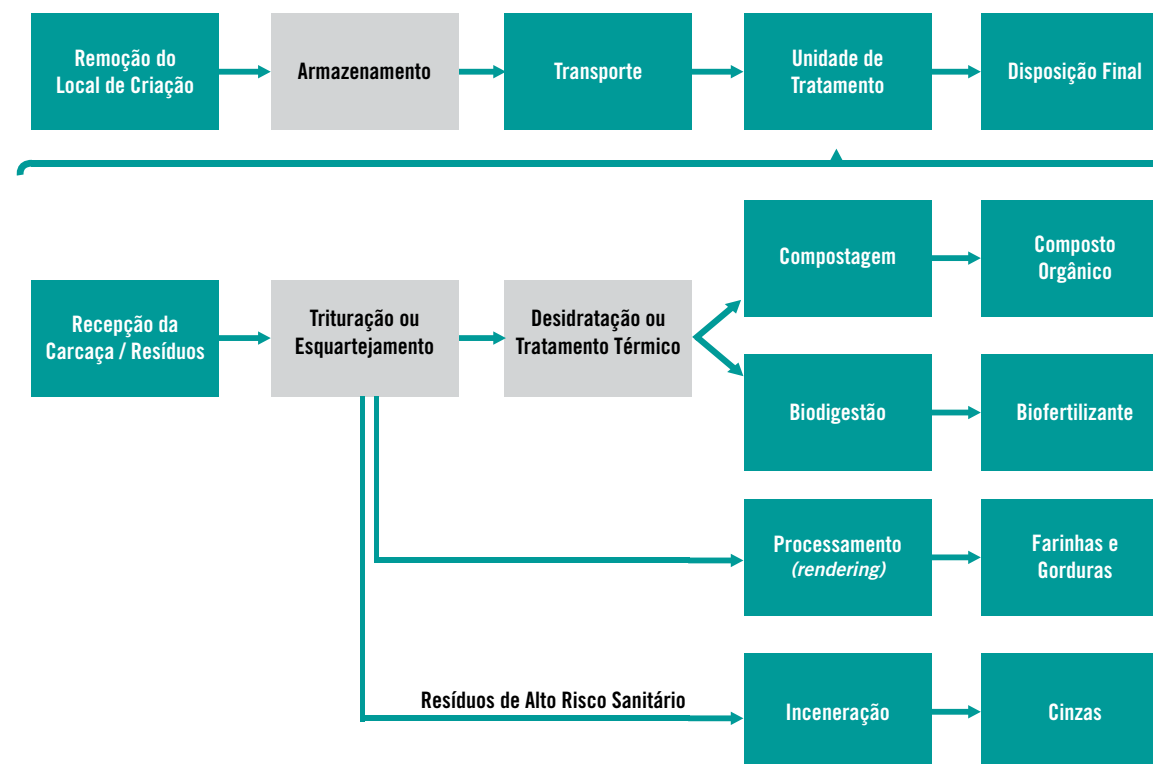 Remoção do
Local de Criação
Armazenamento
Transporte
Unidade de
Tratamento
Disposição Final
Recepção da
Carcaça / Resíduos
Trituração ou
Esquartejamento
Desidratação ou
Tratamento Térmico
Compostagem
Composto
Orgânico
Biodigestão
Biofertilizante
Processamento
(rendering)
Farinhas e
Gorduras
Resíduos de Alto Risco Sanitário
Inceneração
Cinzas